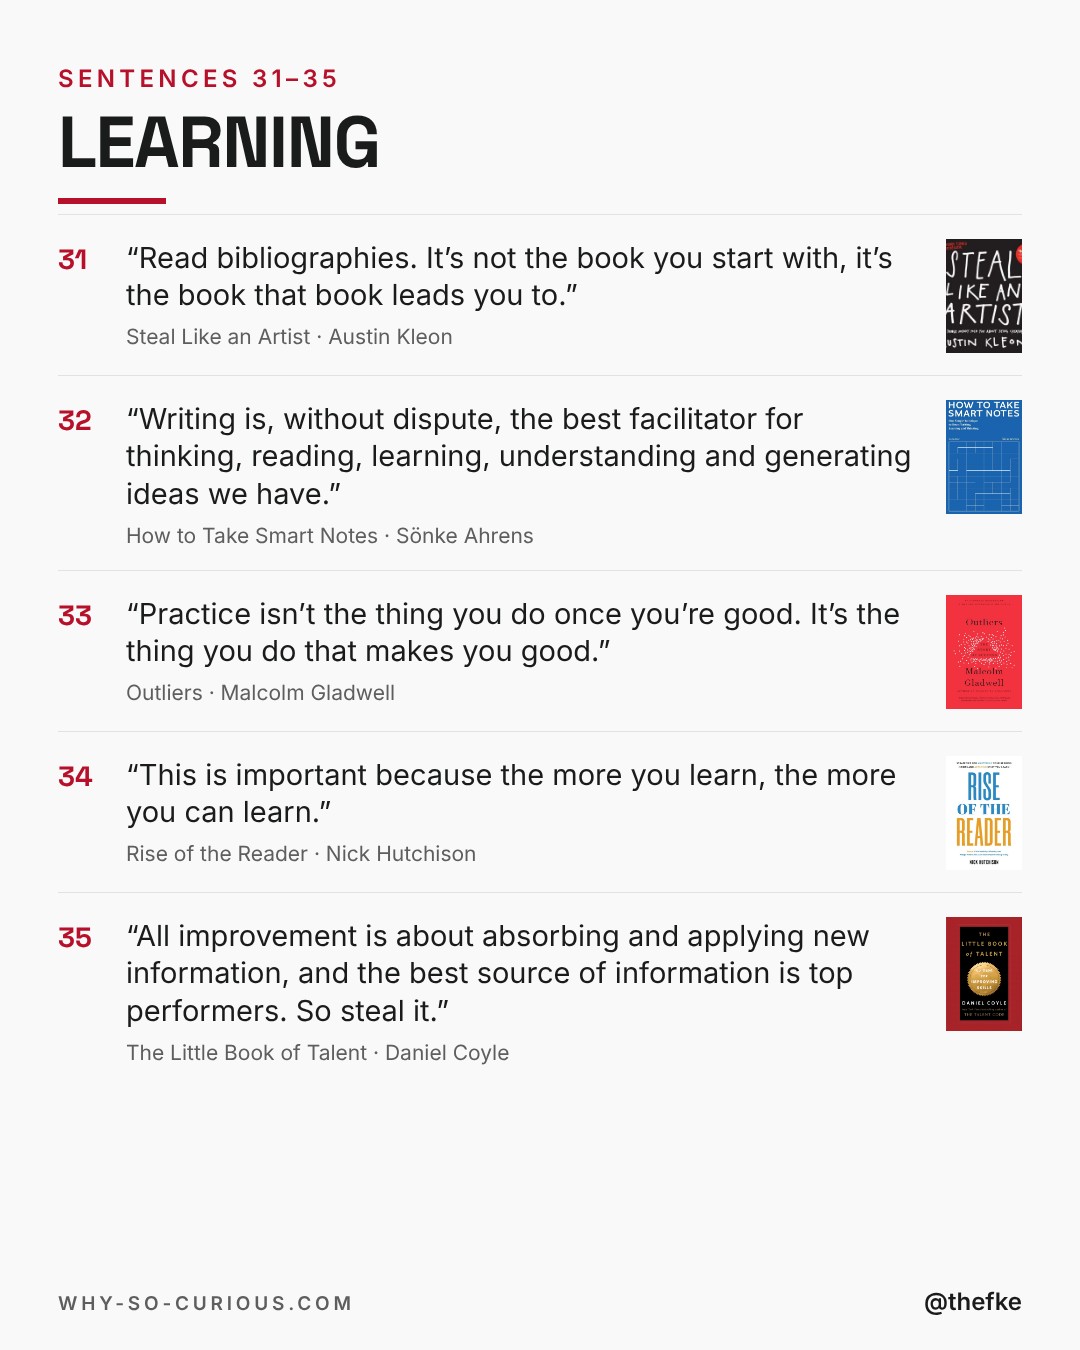 SENTENCES 31–35
LEARNING
31
“Read bibliographies. It’s not the book you start with, it’s
the book that book leads you to.”
Steal Like an Artist · Austin Kleon
STEAL
LIKE AN
ARTIST
USTIN KLEON
32
“Writing is, without dispute, the best facilitator for
thinking, reading, learning, understanding and generating
ideas we have.”
How to Take Smart Notes · Sönke Ahrens
HOW TO TAKE
SMART NOTES
33
“Practice isn’t the thing you do once you’re good. It’s the
thing you do that makes you good.”
Outliers · Malcolm Gladwell
Outliers
Malcolm
Gladwell
34
“This is important because the more you learn, the more
you can learn.”
Rise of the Reader · Nick Hutchison
RISE
OF THE
READER
NICK HUTCHISON
35
“All improvement is about absorbing and applying new
information, and the best source of information is top
performers. So steal it.”
The Little Book of Talent · Daniel Coyle
THE
LITTLE BOOK
of TALENT
DANIEL COYLE
WHY-SO-CURIOUS.COM
@thefke